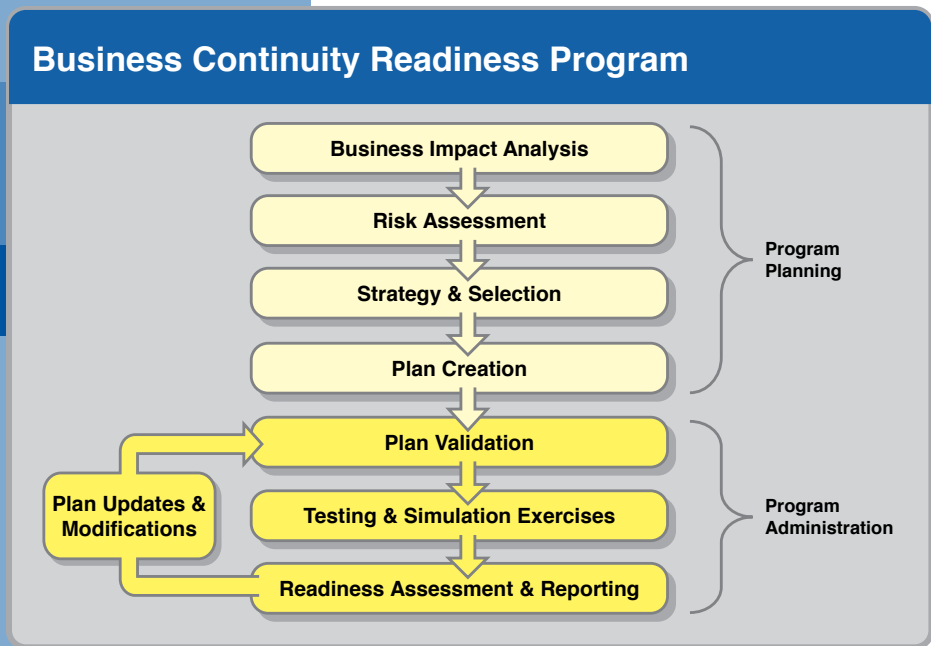 Business Continuity Readiness Program
Business Impact Analysis
Risk Assessment
Strategy & Selection
Plan Creation
Program
Planning
Plan Validation
Testing & Simulation Exercises
Readiness Assessment & Reporting
Plan Updates &
Modifications
Program
Administration